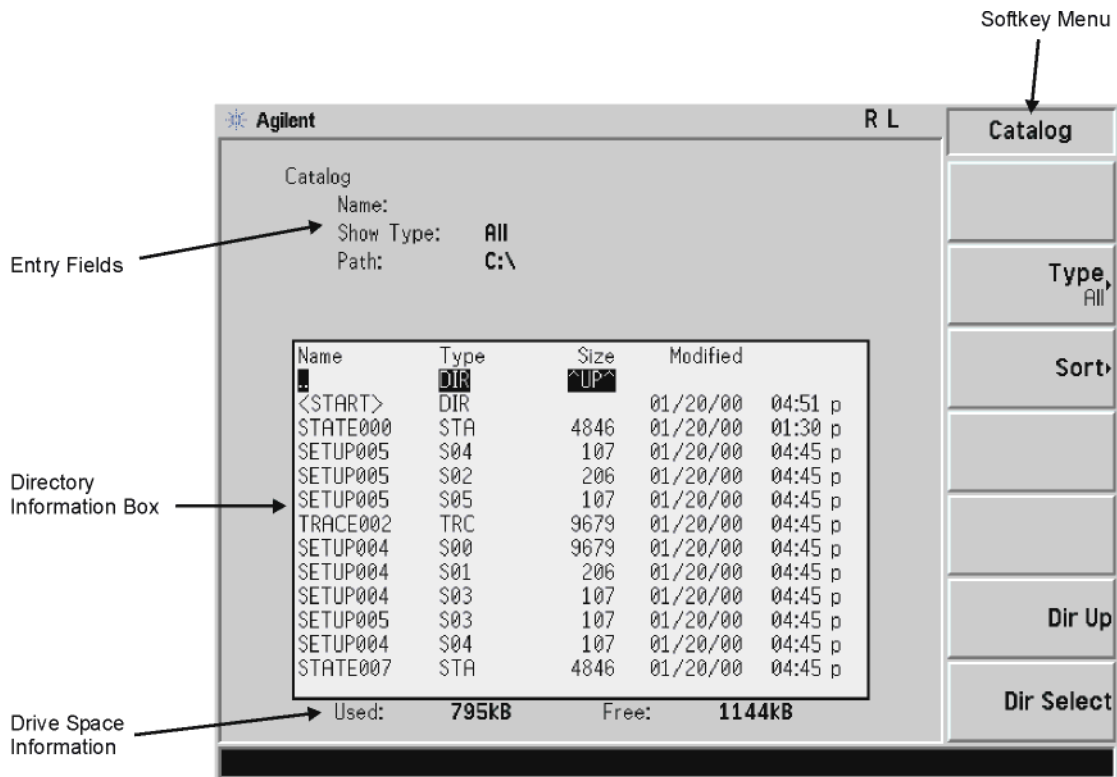 Softkey Menu
Agilent
R L
Catalog
Catalog
Name:
Show Type: All
Path: C:\
Entry Fields
Type
All
Sort
Name Type Size Modified
.. DIR ^UP^
<START> DIR 01/20/00 04:51 p
STATE000 STA 4846 01/20/00 01:30 p
SETUP005 S04 107 01/20/00 04:45 p
SETUP005 S02 206 01/20/00 04:45 p
SETUP005 S05 107 01/20/00 04:45 p
TRACE002 TRC 9679 01/20/00 04:45 p
SETUP004 S00 9679 01/20/00 04:45 p
SETUP004 S01 206 01/20/00 04:45 p
SETUP004 S03 107 01/20/00 04:45 p
SETUP005 S03 107 01/20/00 04:45 p
SETUP004 S04 107 01/20/00 04:45 p
STATE007 STA 4846 01/20/00 04:45 p
Directory
Information Box
Dir Up
Dir Select
Used: 795kB Free: 1144kB
Drive Space
Information